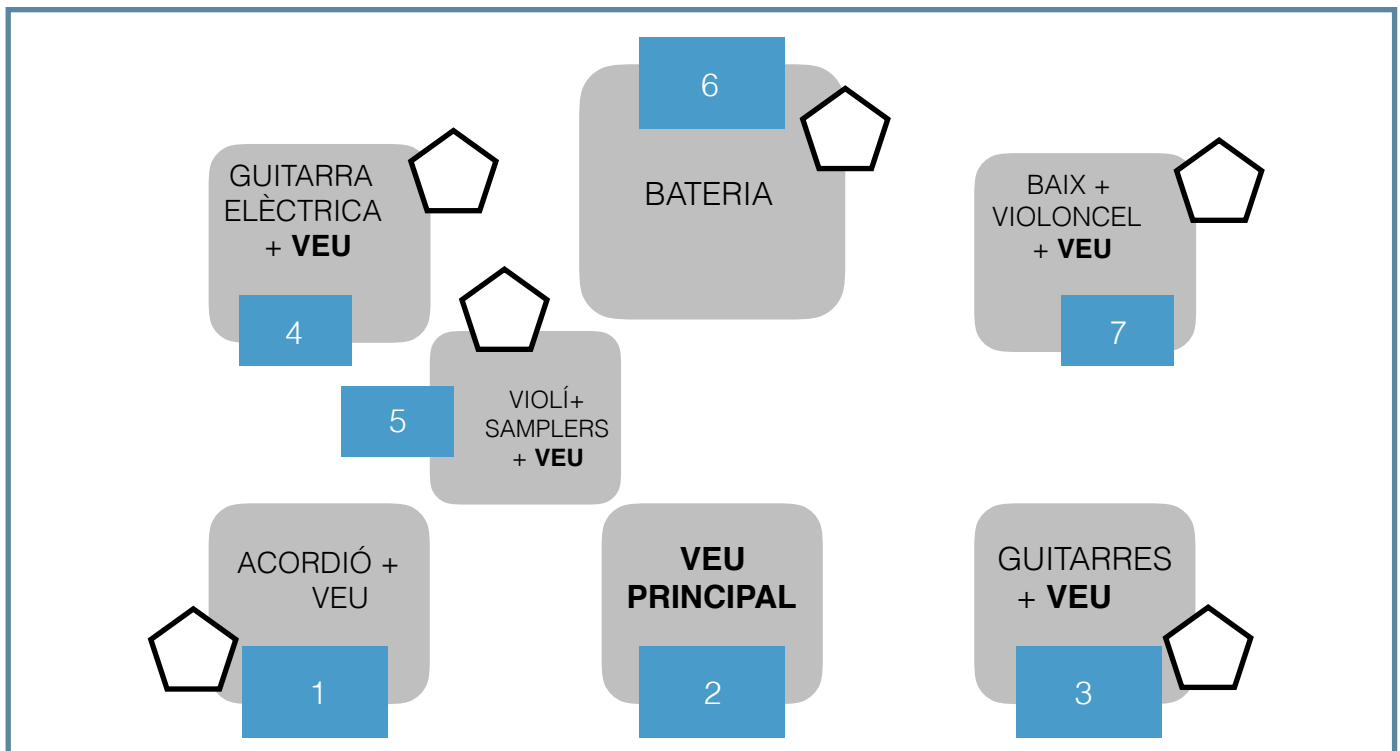 6
BATERIA
GUITARRA
ELÈCTRICA
+ VEU
4
BAIX +
VIOLONCEL
+ VEU
7
5
VIOLÍ+
SAMPLERS
+ VEU
ACORDIÓ +
VEU
1
VEU
PRINCIPAL
2
GUITARRES
+ VEU
3